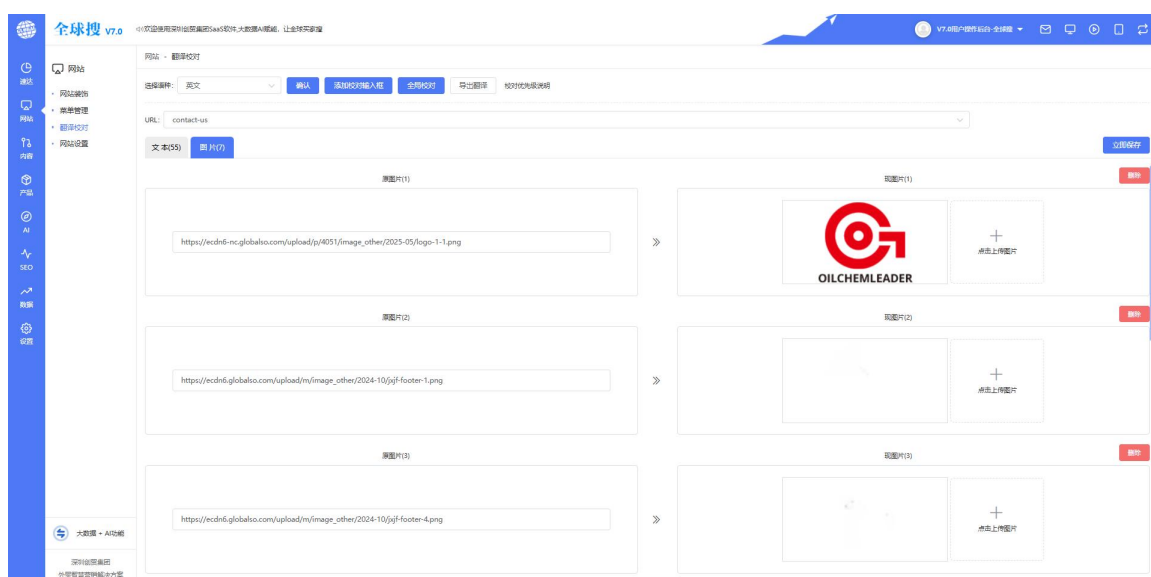 全球搜 V7.0
欢迎使用深圳创贸集团SaaS软件,大数据AI赋能，让全球买家撮
V7.0用户操作后台-全球搜
网站
内容
产品
AI
SEO
数据
设置
网站
网站装饰
菜单管理
翻译校对
网站设置
大数据 + AI功能
深圳创贸集团
网站 - 翻译校对
选择语种: 英文
确认
添加校对输入框
全局校对
导出翻译
校对优先级说明
URL: contact-us
文本(55)
图片(7)
立即保存
原图片(1)
现图片(1)
删除
https://ecdn6-nc.globalso.com/upload/p/4051/image_other/2025-05/logo-1-1.png
OILCHEMLEADER
点击上传图片
原图片(2)
现图片(2)
删除
https://ecdn6.globalso.com/upload/m/image_other/2024-10/jxjf-footer-1.png
点击上传图片
原图片(3)
现图片(3)
删除
https://ecdn6.globalso.com/upload/m/image_other/2024-10/jxjf-footer-4.png
点击上传图片